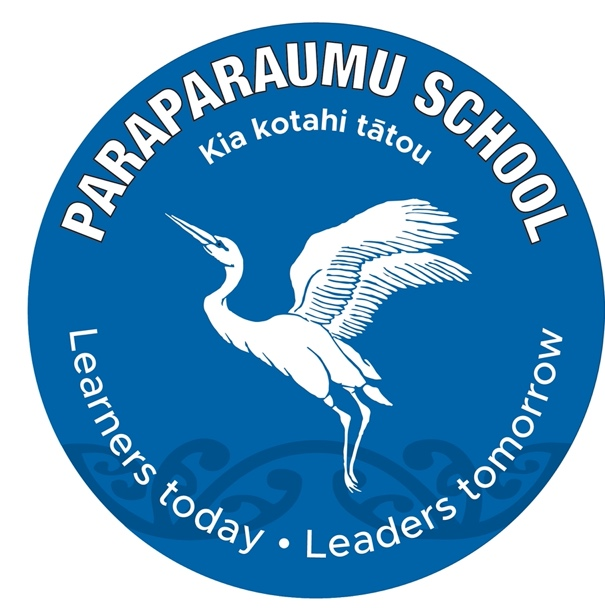 PARAPARAUMU SCHOOL
Kia kotahi tātou
Learners today • Leaders tomorrow